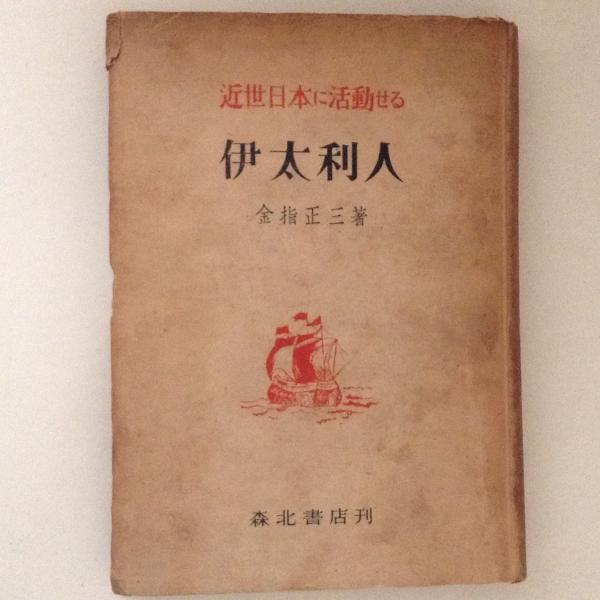 近世日本に活動せる
伊太利人
金指正三著
森北書店刊